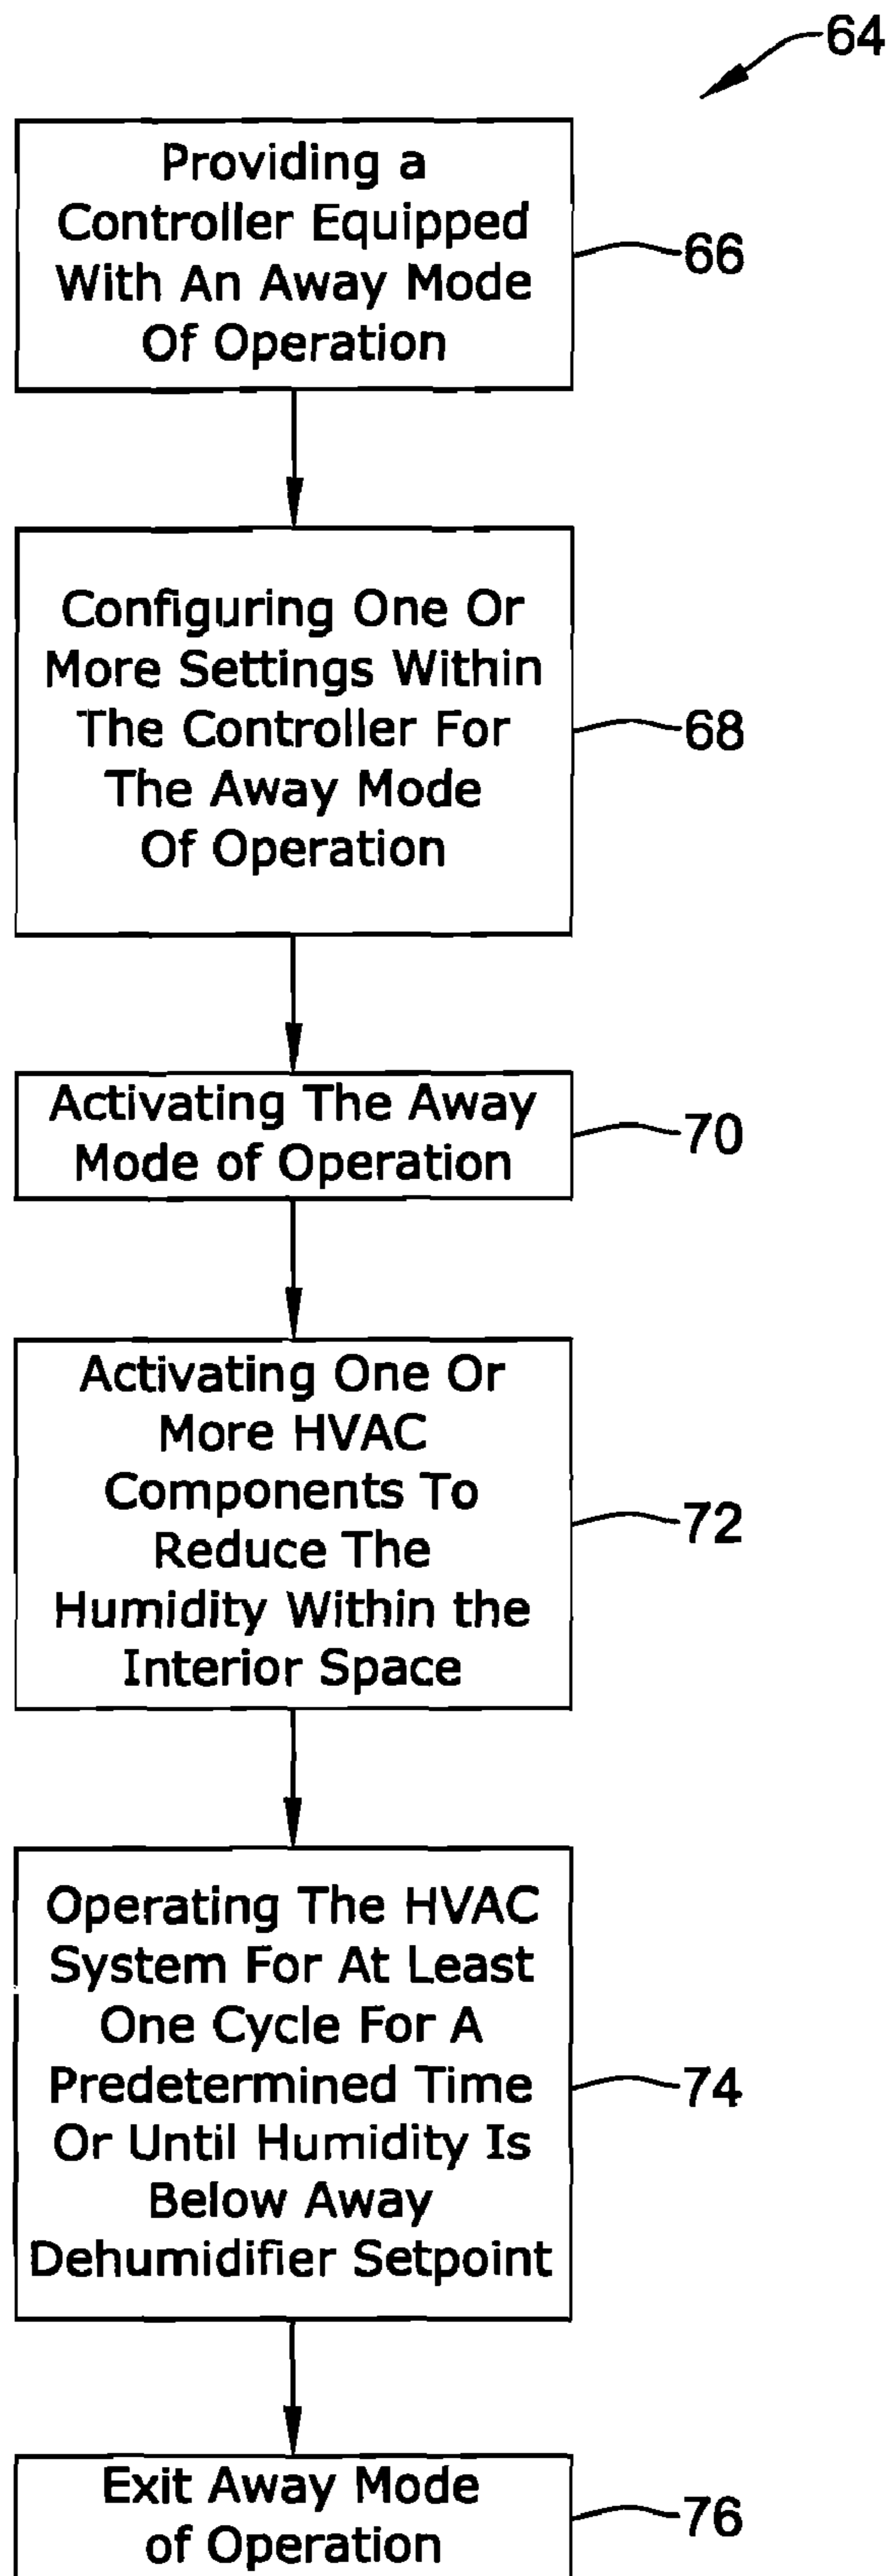 64
Providing a
Controller Equipped
With An Away Mode
Of Operation
66
Configuring One Or
More Settings Within
The Controller For
The Away Mode
Of Operation
68
Activating The Away
Mode of Operation
70
Activating One Or
More HVAC
Components To
Reduce The
Humidity Within the
Interior Space
72
Operating The HVAC
System For At Least
One Cycle For A
Predetermined Time
Or Until Humidity Is
Below Away
Dehumidifier Setpoint
74
Exit Away Mode
of Operation
76